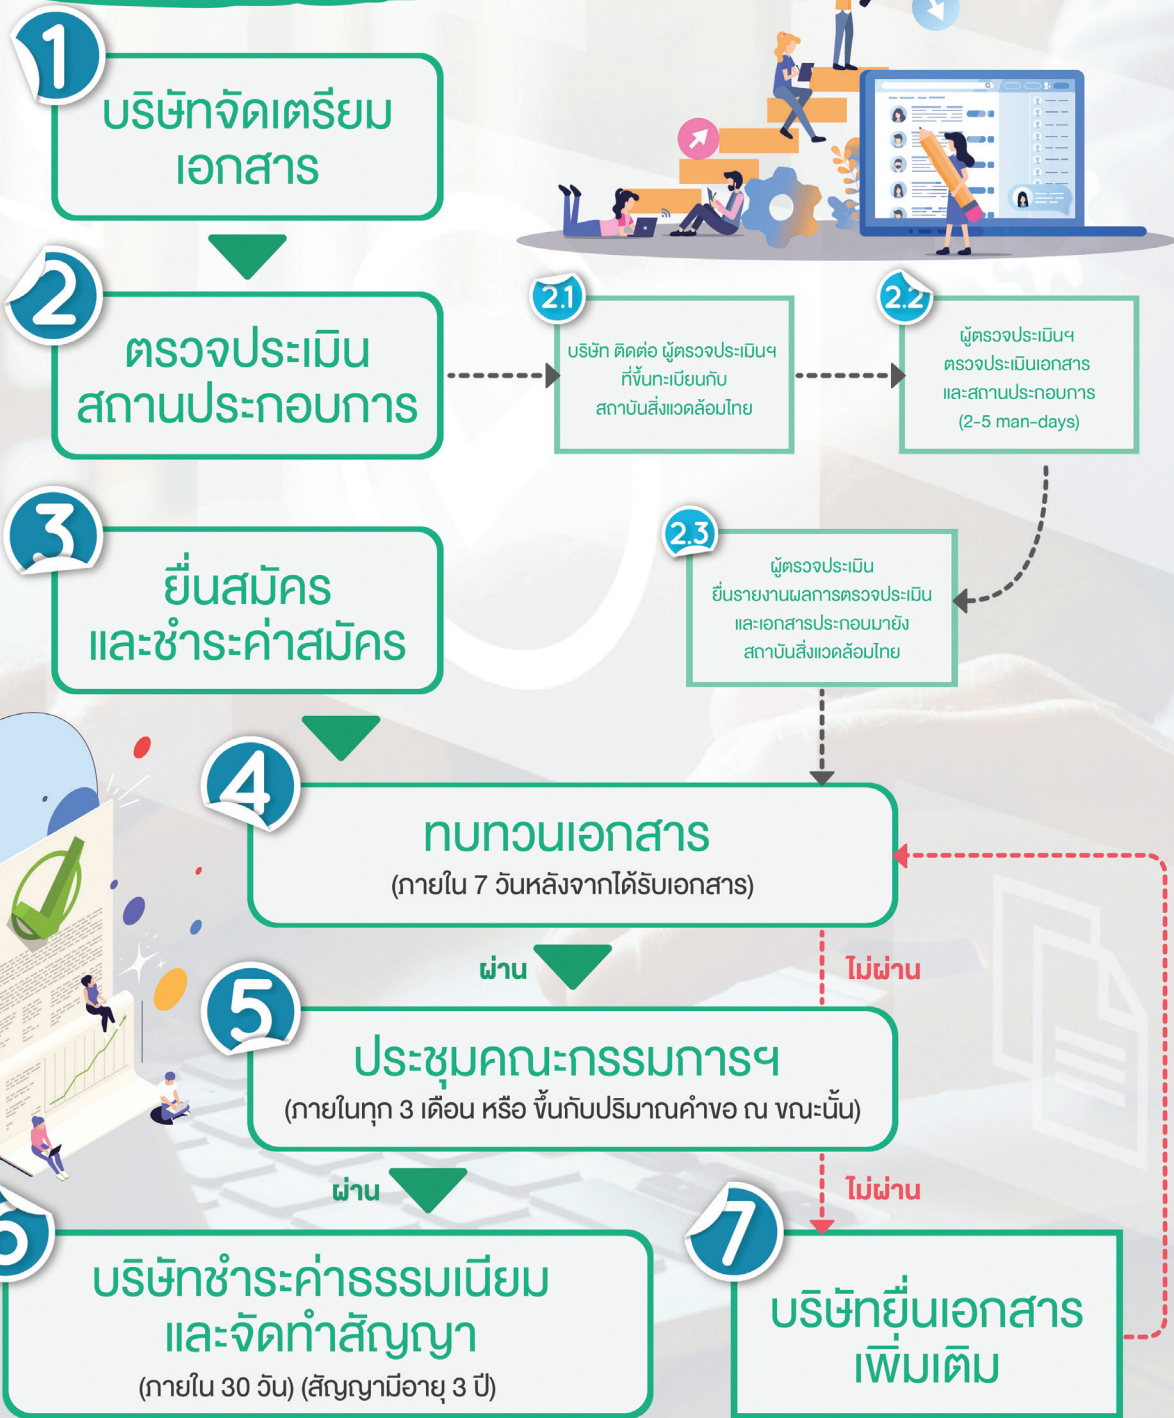 1
บริษัทจัดเตรียม
เอกสาร
2
ตรวจประเมิน
สถานประกอบการ
2.1
บริษัท ติดต่อ ผู้ตรวจประเมินฯ
ที่ขึ้นทะเบียนกับ
สถาบันสิ่งแวดล้อมไทย
2.2
ผู้ตรวจประเมินฯ
ตรวจประเมินเอกสาร
และสถานประกอบการ
(2-5 man-days)
2.3
ผู้ตรวจประเมิน
ยื่นรายงานผลการตรวจประเมิน
และเอกสารประกอบมายัง
สถาบันสิ่งแวดล้อมไทย
3
ยื่นสมัคร
และชำระค่าสมัคร
4
ทบทวนเอกสาร
(ภายใน 7 วันหลังจากได้รับเอกสาร)
ผ่าน
ไม่ผ่าน
5
ประชุมคณะกรรมการฯ
(ภายในทุก 3 เดือน หรือ ขึ้นกับปริมาณคำขอ ณ ขณะนั้น)
ผ่าน
ไม่ผ่าน
6
บริษัทชำระค่าธรรมเนียม
และจัดทำสัญญา
(ภายใน 30 วัน) (สัญญามีอายุ 3 ปี)
7
บริษัทยื่นเอกสาร
เพิ่มเติม